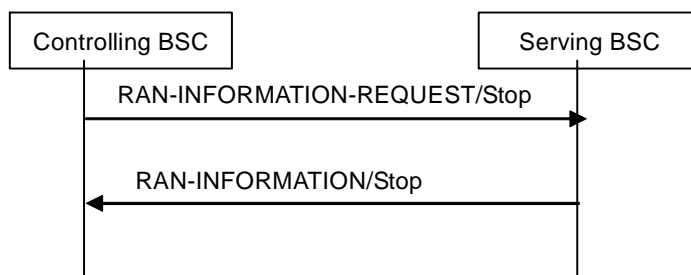 Controlling BSC
Serving BSC
RAN-INFORMATION-REQUEST/Stop
RAN-INFORMATION/Stop